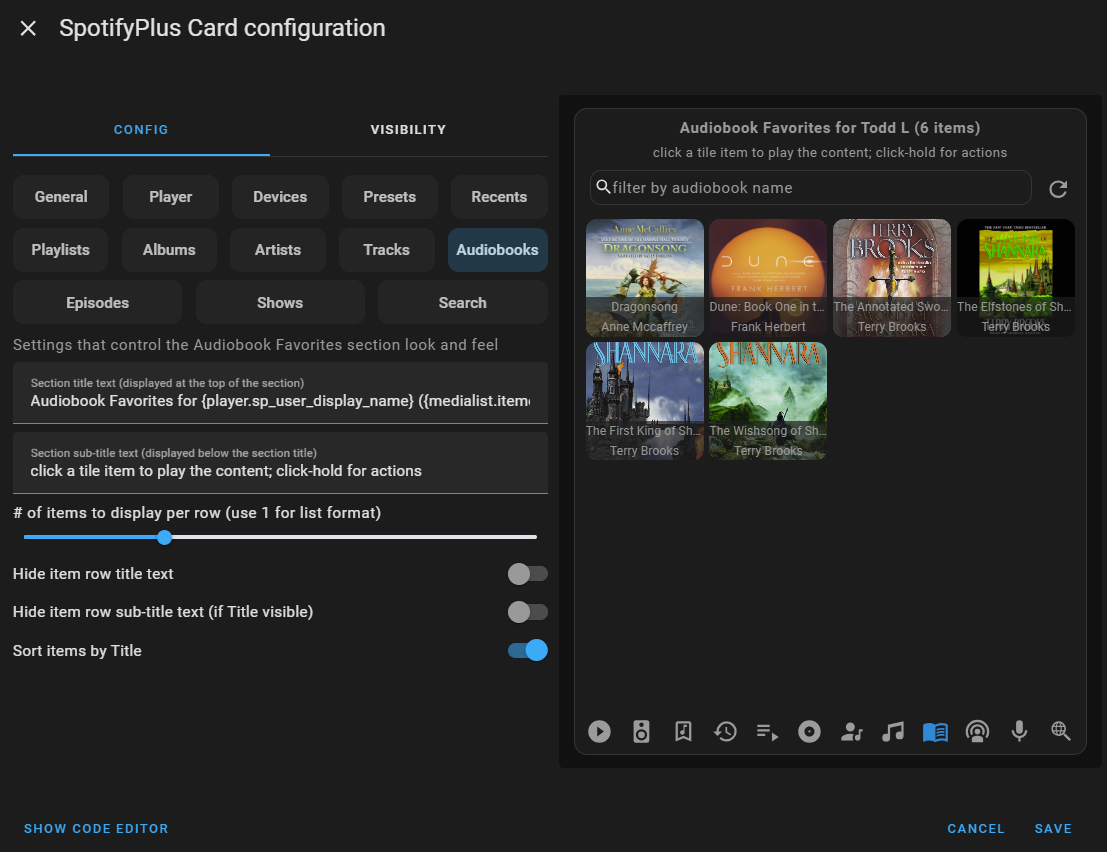 SpotifyPlus Card configuration
CONFIG
VISIBILITY
General
Player
Devices
Presets
Recents
Playlists
Albums
Artists
Tracks
Audiobooks
Episodes
Shows
Search
Settings that control the Audiobook Favorites section look and feel
Section title text (displayed at the top of the section)
Audiobook Favorites for {player.sp_user_display_name} ({medialist.item
Section sub-title text (displayed below the section title)
click a tile item to play the content; click-hold for actions
# of items to display per row (use 1 for list format)
Hide item row title text
Hide item row sub-title text (if Title visible)
Sort items by Title
Audiobook Favorites for Todd L (6 items)
click a tile item to play the content; click-hold for actions
filter by audiobook name
Anne McCaffrey
DRAGONSONG
Dragonsong
Anne Mccaffrey
DUNE
FRANK HERBERT
Dune: Book One in t...
Frank Herbert
TERRY
BROOKS
The Annotated Swo...
Terry Brooks
SHANNARA
The Elfstones of Sh...
Terry Brooks
SHANNARA
The First King of Sh...
Terry Brooks
SHANNARA
The Wishsong of Sh...
Terry Brooks
SHOW CODE EDITOR
CANCEL
SAVE